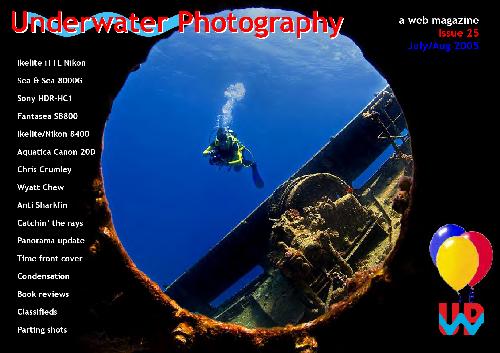 Underwater Photography
a web magazine
Issue 25
July/Aug 2005
Ikelite iTTL Nikon
Sea & Sea 8000G
Sony HDR-HC1
Fantasea SB800
Ikelite/Nikon 8400
Aquatica Canon 20D
Chris Crumley
Wyatt Chew
Anti Sharkfin
Catchin' the rays
Panorama update
Time front cover
Condensation
Book reviews
Classifieds
Parting shots
UWP